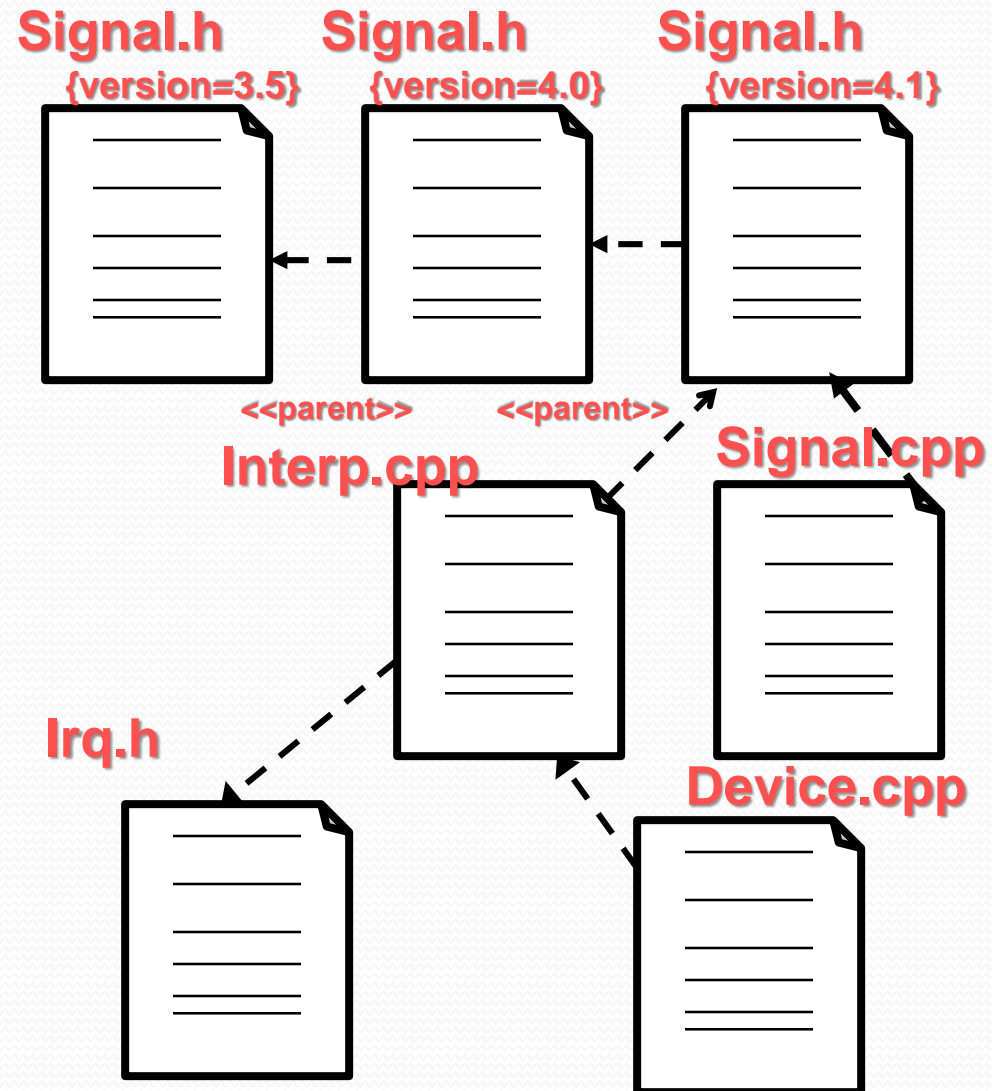 Signal.h
{version=3.5}
Signal.h
{version=4.0}
Signal.h
{version=4.1}
<<parent>>
<<parent>>
Interp.cpp
Signal.cpp
Irq.h
Device.cpp